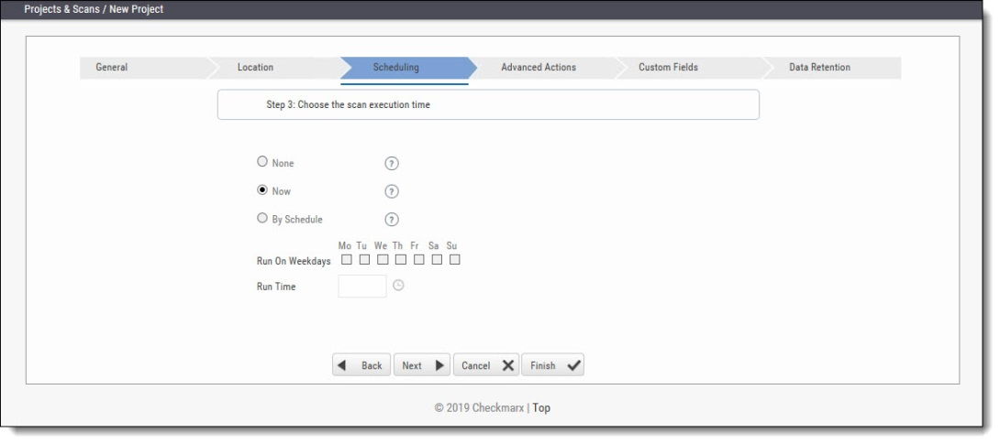 Projects & Scans / New Project
General Location Scheduling Advanced Actions Custom Fields Data Retention
Step 3: Choose the scan execution time
None ?
Now ?
By Schedule ?
Mo Tu We Th Fr Sa Su
Run On Weekdays
Run Time
Back Next Cancel Finish
© 2019 Checkmarx | Top